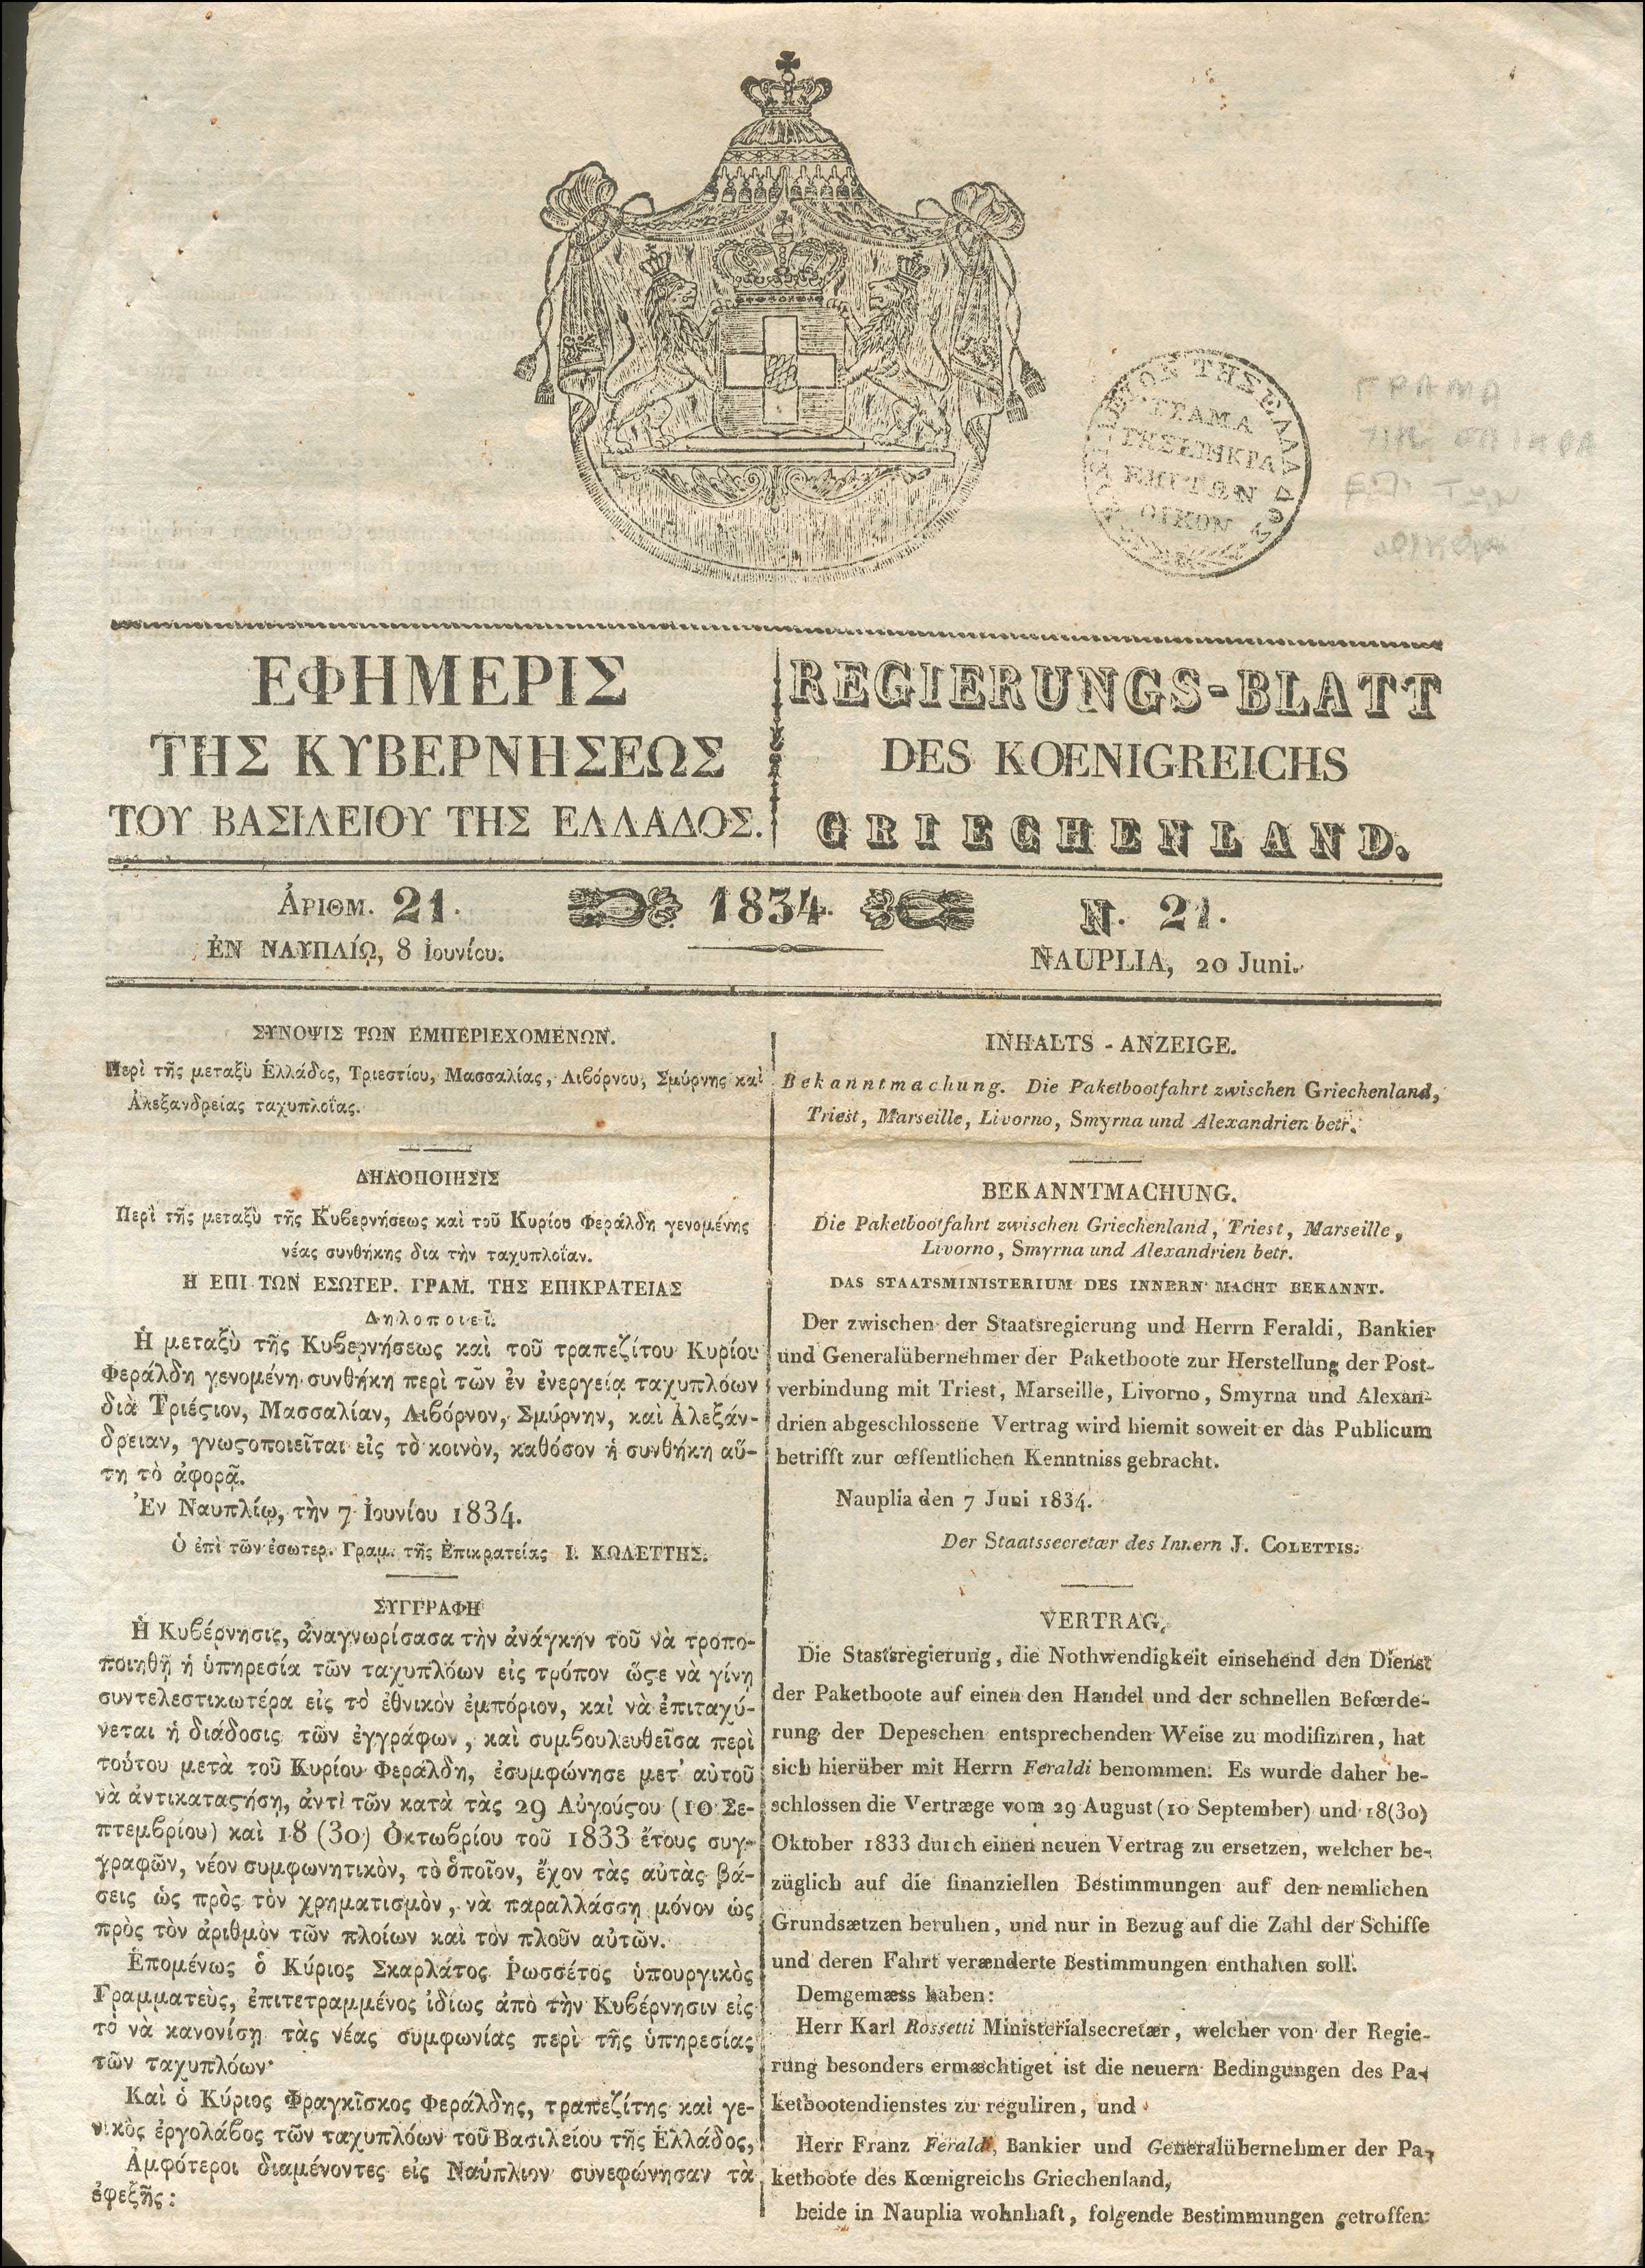 ΤΗΣ ΕΛΛΑΔΟΣ
ΟΙΚΟΝ
ΓΡΑΜΑ
ΕΠΙ ΤΩΝ
ΕΦΗΜΕΡΙΣ
ΤΗΣ ΚΥΒΕΡΝΗΣΕΩΣ
ΤΟΥ ΒΑΣΙΛΕΙΟΥ ΤΗΣ ΕΛΛΑΔΟΣ.
REGIERUNGS-BLATT
DES KOENIGREICHS
GRIECHENLAND.
Ἀριθμ. 21.
1834.
N. 21.
ἘΝ ΝΑΥΠΛΙΩ, 8 Ἰουνίου.
NAUPLIA, 20 Juni.
ΣΥΝΟΨΙΣ ΤΩΝ ΕΜΠΕΡΙΕΧΟΜΕΝΩΝ.
Περὶ τῆς μεταξὺ Ἑλλάδος, Τριεστίου, Μασσαλίας, Λιβόρνου, Σμύρνης καὶ
Ἀλεξανδρείας ταχυπλοΐας.
ΔΗΛΟΠΟΙΗΣΙΣ
Περὶ τῆς μεταξὺ τῆς Κυβερνήσεως καὶ τοῦ Κυρίου Φεράλδη γενομένης
νέας συνθήκης δια τὴν ταχυπλοΐαν.
Η ΕΠΙ ΤΩΝ ΕΣΩΤΕΡ. ΓΡΑΜ. ΤΗΣ ΕΠΙΚΡΑΤΕΙΑΣ
Δηλοποιεῖ.
Ἡ μεταξὺ τῆς Κυβερνήσεως καὶ τοῦ τραπεζίτου Κυρίου
Φεράλδη γενομένη συνθήκη περὶ τῶν ἐν ἐνεργείᾳ ταχυπλόων
διὰ Τριέϛιον, Μασσαλίαν, Λιβόρνον, Σμύρνην, καὶ Ἀλεξάν-
δρειαν, γνωϛοποιεῖται εἰς τὸ κοινὸν, καθόσον ἡ συνθήκη αὕ-
τη τὸ ἀφορᾷ.
Ἐν Ναυπλίῳ, τὴν 7 Ἰουνίου 1834.
Ὁ ἐπὶ τῶν ἐσωτερ. Γραμ. τῆς Ἐπικρατείας Ι. ΚΩΛΕΤΤΗΣ.
ΣΥΓΓΡΑΦΗ
Ἡ Κυβέρνησις, ἀναγνωρίσασα τὴν ἀνάγκην τοῦ νὰ τροπο-
ποιηθῇ ἡ ὑπηρεσία τῶν ταχυπλόων εἰς τρόπον ὥϛε νὰ γίνῃ
συντελεστικωτέρα εἰς τὸ ἐθνικὸν ἐμπόριον, καὶ νὰ ἐπιταχύ-
νεται ἡ διάδοσις τῶν ἐγγράφων, καὶ συμβουλευθεῖσα περὶ
τούτου μετὰ τοῦ Κυρίου Φεράλδη, ἐσυμφώνησε μετ' αὐτοῦ
νὰ ἀντικαταϛήσῃ, ἀντὶ τῶν κατὰ τὰς 29 Αὐγούϛου (10 Σε-
πτεμβρίου) καὶ 18 (30) Ὀκτωβρίου τοῦ 1833 ἔτους συγ-
γραφῶν, νέον συμφωνητικὸν, τὸ ὁποῖον, ἔχον τὰς αὐτὰς βά-
σεις ὡς πρὸς τὸν χρηματισμὸν, νὰ παραλλάσσῃ μόνον ὡς
πρὸς τὸν ἀριθμὸν τῶν πλοίων καὶ τὸν πλοῦν αὐτῶν.
Ἑπομένως ὁ Κύριος Σκαρλάτος Ῥωσσέτος ὑπουργικὸς
Γραμματεὺς, ἐπιτετραμμένος ἰδίως ἀπὸ τὴν Κυβέρνησιν εἰς
τὸ νὰ κανονίσῃ τὰς νέας συμφωνίας περὶ τῆς ὑπηρεσίας
τῶν ταχυπλόων·
Καὶ ὁ Κύριος Φραγκῖσκος Φεράλδης, τραπεζίτης καὶ γε-
νικὸς ἐργολάβος τῶν ταχυπλόων τοῦ Βασιλείου τῆς Ἑλλάδος,
Ἀμφότεροι διαμένοντες εἰς Ναύπλιον συνεφώνησαν τὰ
ἐφεξῆς:
INHALTS - ANZEIGE.
Bekanntmachung. Die Paketbootfahrt zwischen Griechenland,
Triest, Marseille, Livorno, Smyrna und Alexandrien betr.
BEKANNTMACHUNG.
Die Paketbootfahrt zwischen Griechenland, Triest, Marseille,
Livorno, Smyrna und Alexandrien betr.
DAS STAATSMINISTERIUM DES INNERN MACHT BEKANNT.
Der zwischen der Staatsregierung und Herrn Feraldi, Bankier
und Generalübernehmer der Paketboote zur Herstellung der Post-
verbindung mit Triest, Marseille, Livorno, Smyrna und Alexan-
drien abgeschlossene Vertrag wird hiemit soweit er das Publicum
betrifft zur œffentlichen Kenntniss gebracht.
Nauplia den 7 Juni 1834.
Der Staatssecretær des Innern J. COLETTIS.
VERTRAG.
Die Stastsregierung, die Nothwendigkeit einsehend den Dienst
der Paketboote auf einen den Handel und der schnellen Befœrde-
rung der Depeschen entsprechenden Weise zu modifiziren, hat
sich hierüber mit Herrn Feraldi benommen. Es wurde daher be-
schlossen die Vertræge vom 29 August (10 September) und 18(30)
Oktober 1833 durch einen neuen Vertrag zu ersetzen, welcher be-
züglich auf die finanziellen Bestimmungen auf den nemlichen
Grundsætzen beruhen, und nur in Bezug auf die Zahl der Schiffe
und deren Fahrt verænderte Bestimmungen enthalten soll.
Demgemæss haben:
Herr Karl Rossetti Ministerialsecretær, welcher von der Regie-
rung besonders ermæchtiget ist die neuern Bedingungen des Pa-
ketbootendienstes zu reguliren, und
Herr Franz Feraldi, Bankier und Generalübernehmer der Pa-
ketboote des Kœnigreichs Griechenland,
beide in Nauplia wohnhaft, folgende Bestimmungen getroffen: